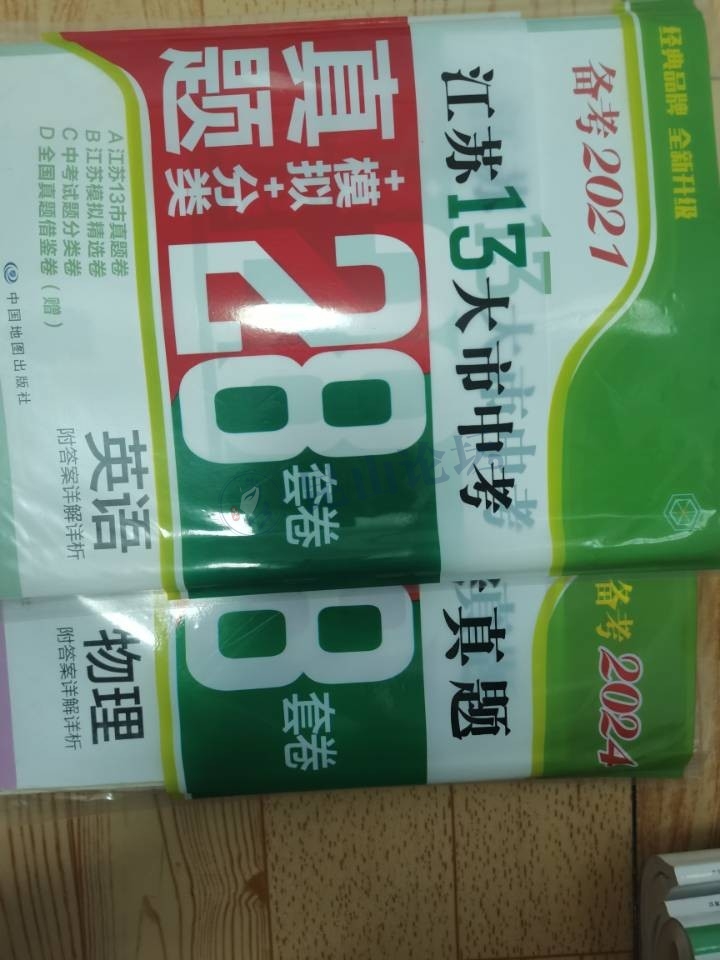 经典品牌 全新升级
备考2021
江苏13大市中考
真题
+模拟+分类
28套卷
A 江苏13市真题卷
B 江苏模拟精选卷
C 中考试题分类卷
D 全国真题借鉴卷（赠）
英语
附答案详解详析
中国地图出版社
备考2024
真题
8套卷
物理
附答案详解详析